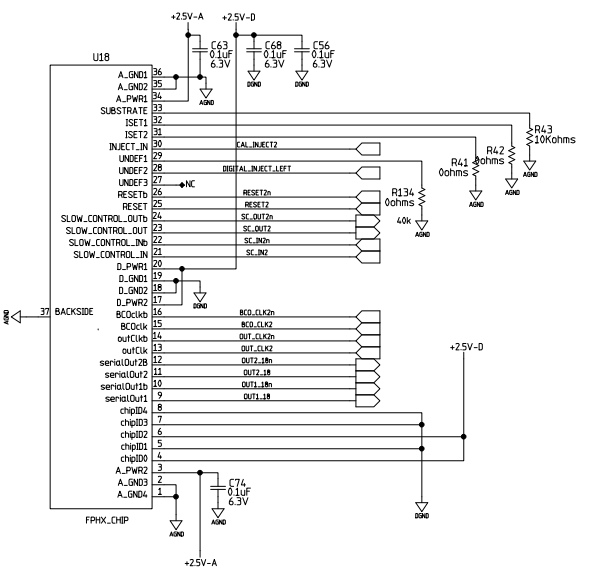 +2.5V-A
+2.5V-D
U18
C63
0.1uF
6.3V
C68
0.1uF
6.3V
C56
0.1uF
6.3V
DGND
DGND
AGND
A_GND1 36
A_GND2 35
A_PWR1 34
SUBSTRATE 33
ISET1 32
ISET2 31
INJECT_IN 30 CAL_INJECT2
UNDEF1 29
UNDEF2 28 DIGITAL_INJECT_LEFT
UNDEF3 27 NC
RESETb 26 RESET2n
RESET 25 RESET2
SLOW_CONTROL_OUTb 24 SC_OUT2n
SLOW_CONTROL_OUT 23 SC_OUT2
SLOW_CONTROL_INb 22 SC_IN2n
SLOW_CONTROL_IN 21 SC_IN2
D_PWR1 20
D_GND1 19
D_GND2 18
D_PWR2 17
DGND
R43
10Kohms
AGND
R42
0ohms
AGND
R41
0ohms
AGND
R134
0ohms
40k
AGND
AGND
37 BACKSIDE
BCOclkb 16 BCO_CLK2n
BCOclk 15 BCO_CLK2
outClkb 14 OUT_CLK2n
outClk 13 OUT_CLK2
serialOut2B 12 OUT2_18n
serialOut2 11 OUT2_18
serialOut1b 10 OUT1_18n
serialOut1 9 OUT1_18
chipID4 8
chipID3 7
chipID2 6
chipID1 5
chipID0 4
A_PWR2 3
A_GND3 2
A_GND4 1
+2.5V-D
C74
0.1uF
6.3V
AGND
DGND
AGND
FPHX_CHIP
+2.5V-A